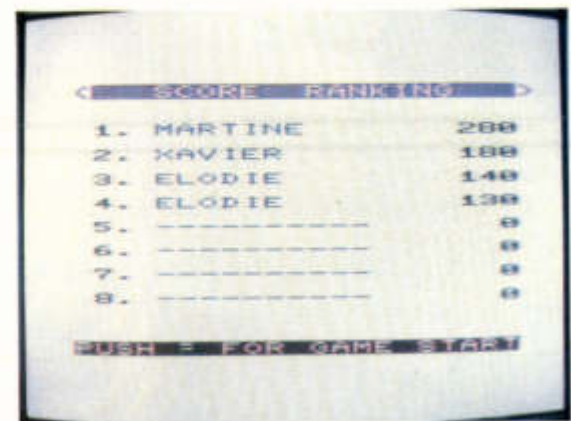 < SCORE RANKING >
1. MARTINE 280
2. XAVIER 180
3. ELODIE 140
4. ELODIE 130
5. ----------- 0
6. ----------- 0
7. ----------- 0
8. ----------- 0
PUSH = FOR GAME START